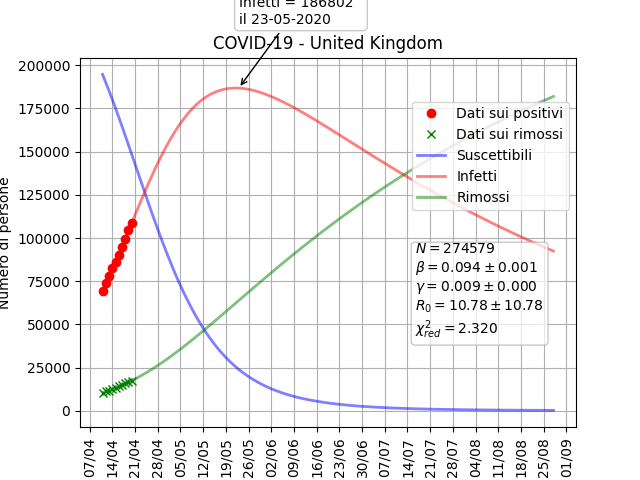 Infetti = 186802
il 23-05-2020
COVID-19 - United Kingdom
200000
175000
150000
125000
100000
75000
50000
25000
0
Numero di persone
Dati sui positivi
Dati sui rimossi
Suscettibili
Infetti
Rimossi
N = 274579
β = 0.094 ± 0.001
γ = 0.009 ± 0.000
R₀ = 10.78 ± 10.78
χ²red = 2.320
07/04
14/04
21/04
28/04
05/05
12/05
19/05
26/05
02/06
09/06
16/06
23/06
30/06
07/07
14/07
21/07
28/07
04/08
11/08
18/08
25/08
01/09